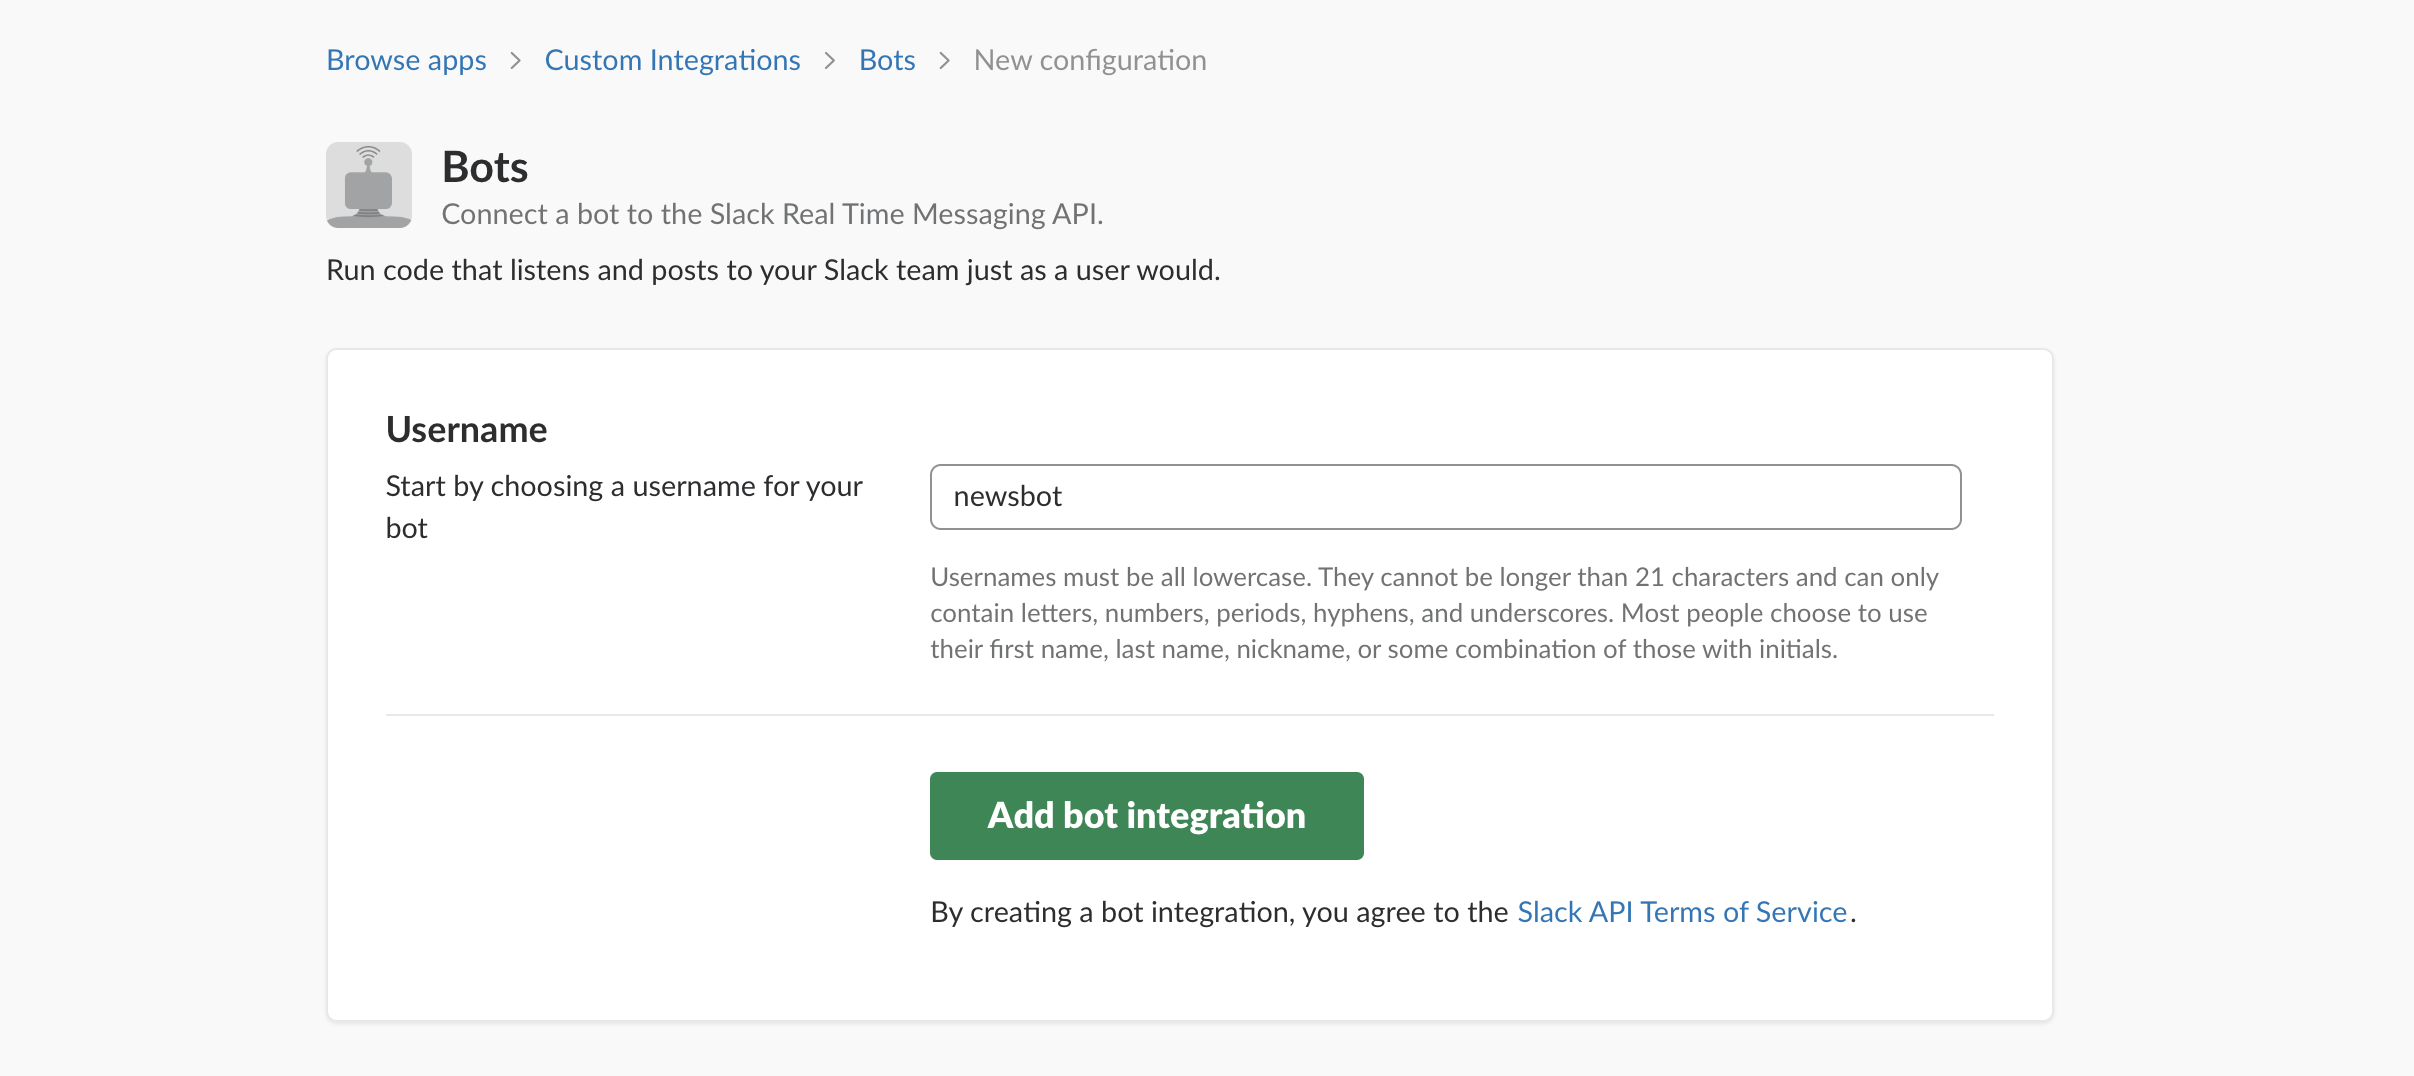 Browse apps > Custom Integrations > Bots > New configuration
Bots
Connect a bot to the Slack Real Time Messaging API.
Run code that listens and posts to your Slack team just as a user would.
Username
Start by choosing a username for your
bot
newsbot
Usernames must be all lowercase. They cannot be longer than 21 characters and can only
contain letters, numbers, periods, hyphens, and underscores. Most people choose to use
their first name, last name, nickname, or some combination of those with initials.
Add bot integration
By creating a bot integration, you agree to the Slack API Terms of Service.